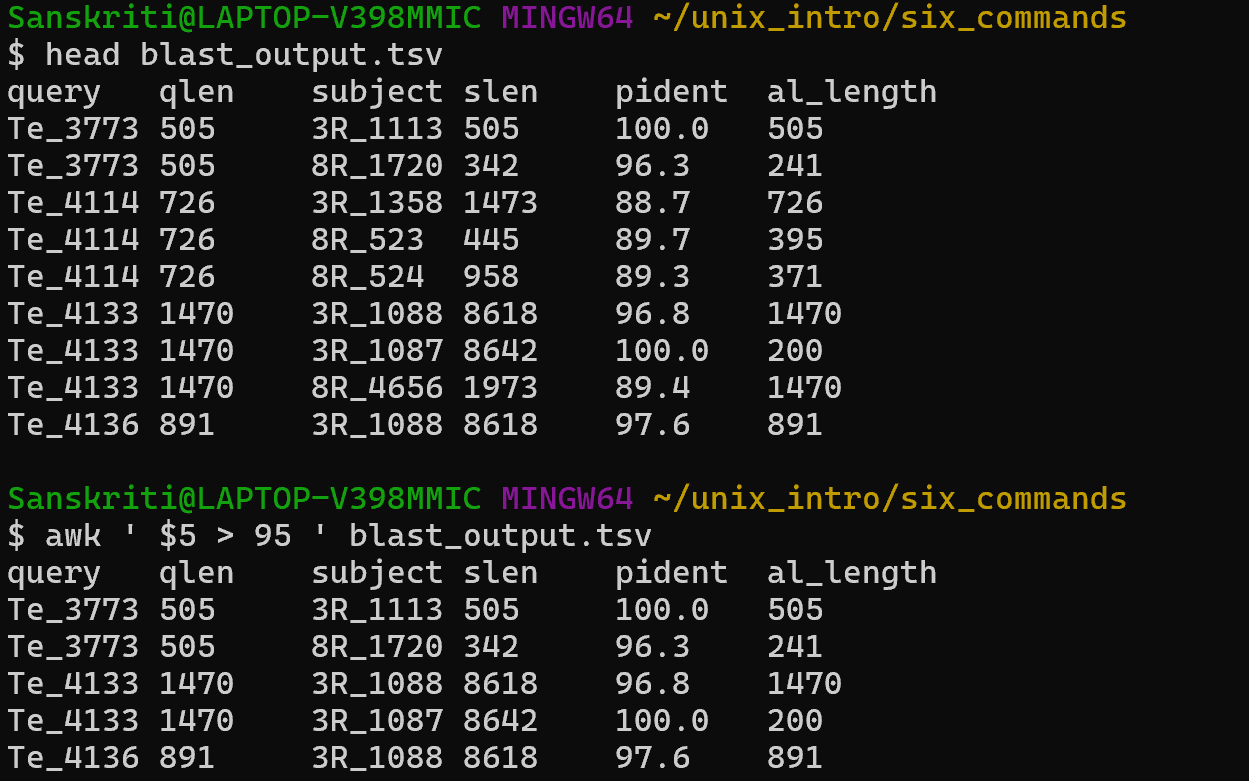 Sanskriti@LAPTOP-V398MMIC MINGW64 ~/unix_intro/six_commands
$ head blast_output.tsv
query   qlen    subject slen    pident  al_length
Te_3773 505     3R_1113 505     100.0   505
Te_3773 505     8R_1720 342     96.3    241
Te_4114 726     3R_1358 1473    88.7    726
Te_4114 726     8R_523  445     89.7    395
Te_4114 726     8R_524  958     89.3    371
Te_4133 1470    3R_1088 8618    96.8    1470
Te_4133 1470    3R_1087 8642    100.0   200
Te_4133 1470    8R_4656 1973    89.4    1470
Te_4136 891     3R_1088 8618    97.6    891
Sanskriti@LAPTOP-V398MMIC MINGW64 ~/unix_intro/six_commands
$ awk ' $5 > 95 ' blast_output.tsv
query   qlen    subject slen    pident  al_length
Te_3773 505     3R_1113 505     100.0   505
Te_3773 505     8R_1720 342     96.3    241
Te_4133 1470    3R_1088 8618    96.8    1470
Te_4133 1470    3R_1087 8642    100.0   200
Te_4136 891     3R_1088 8618    97.6    891